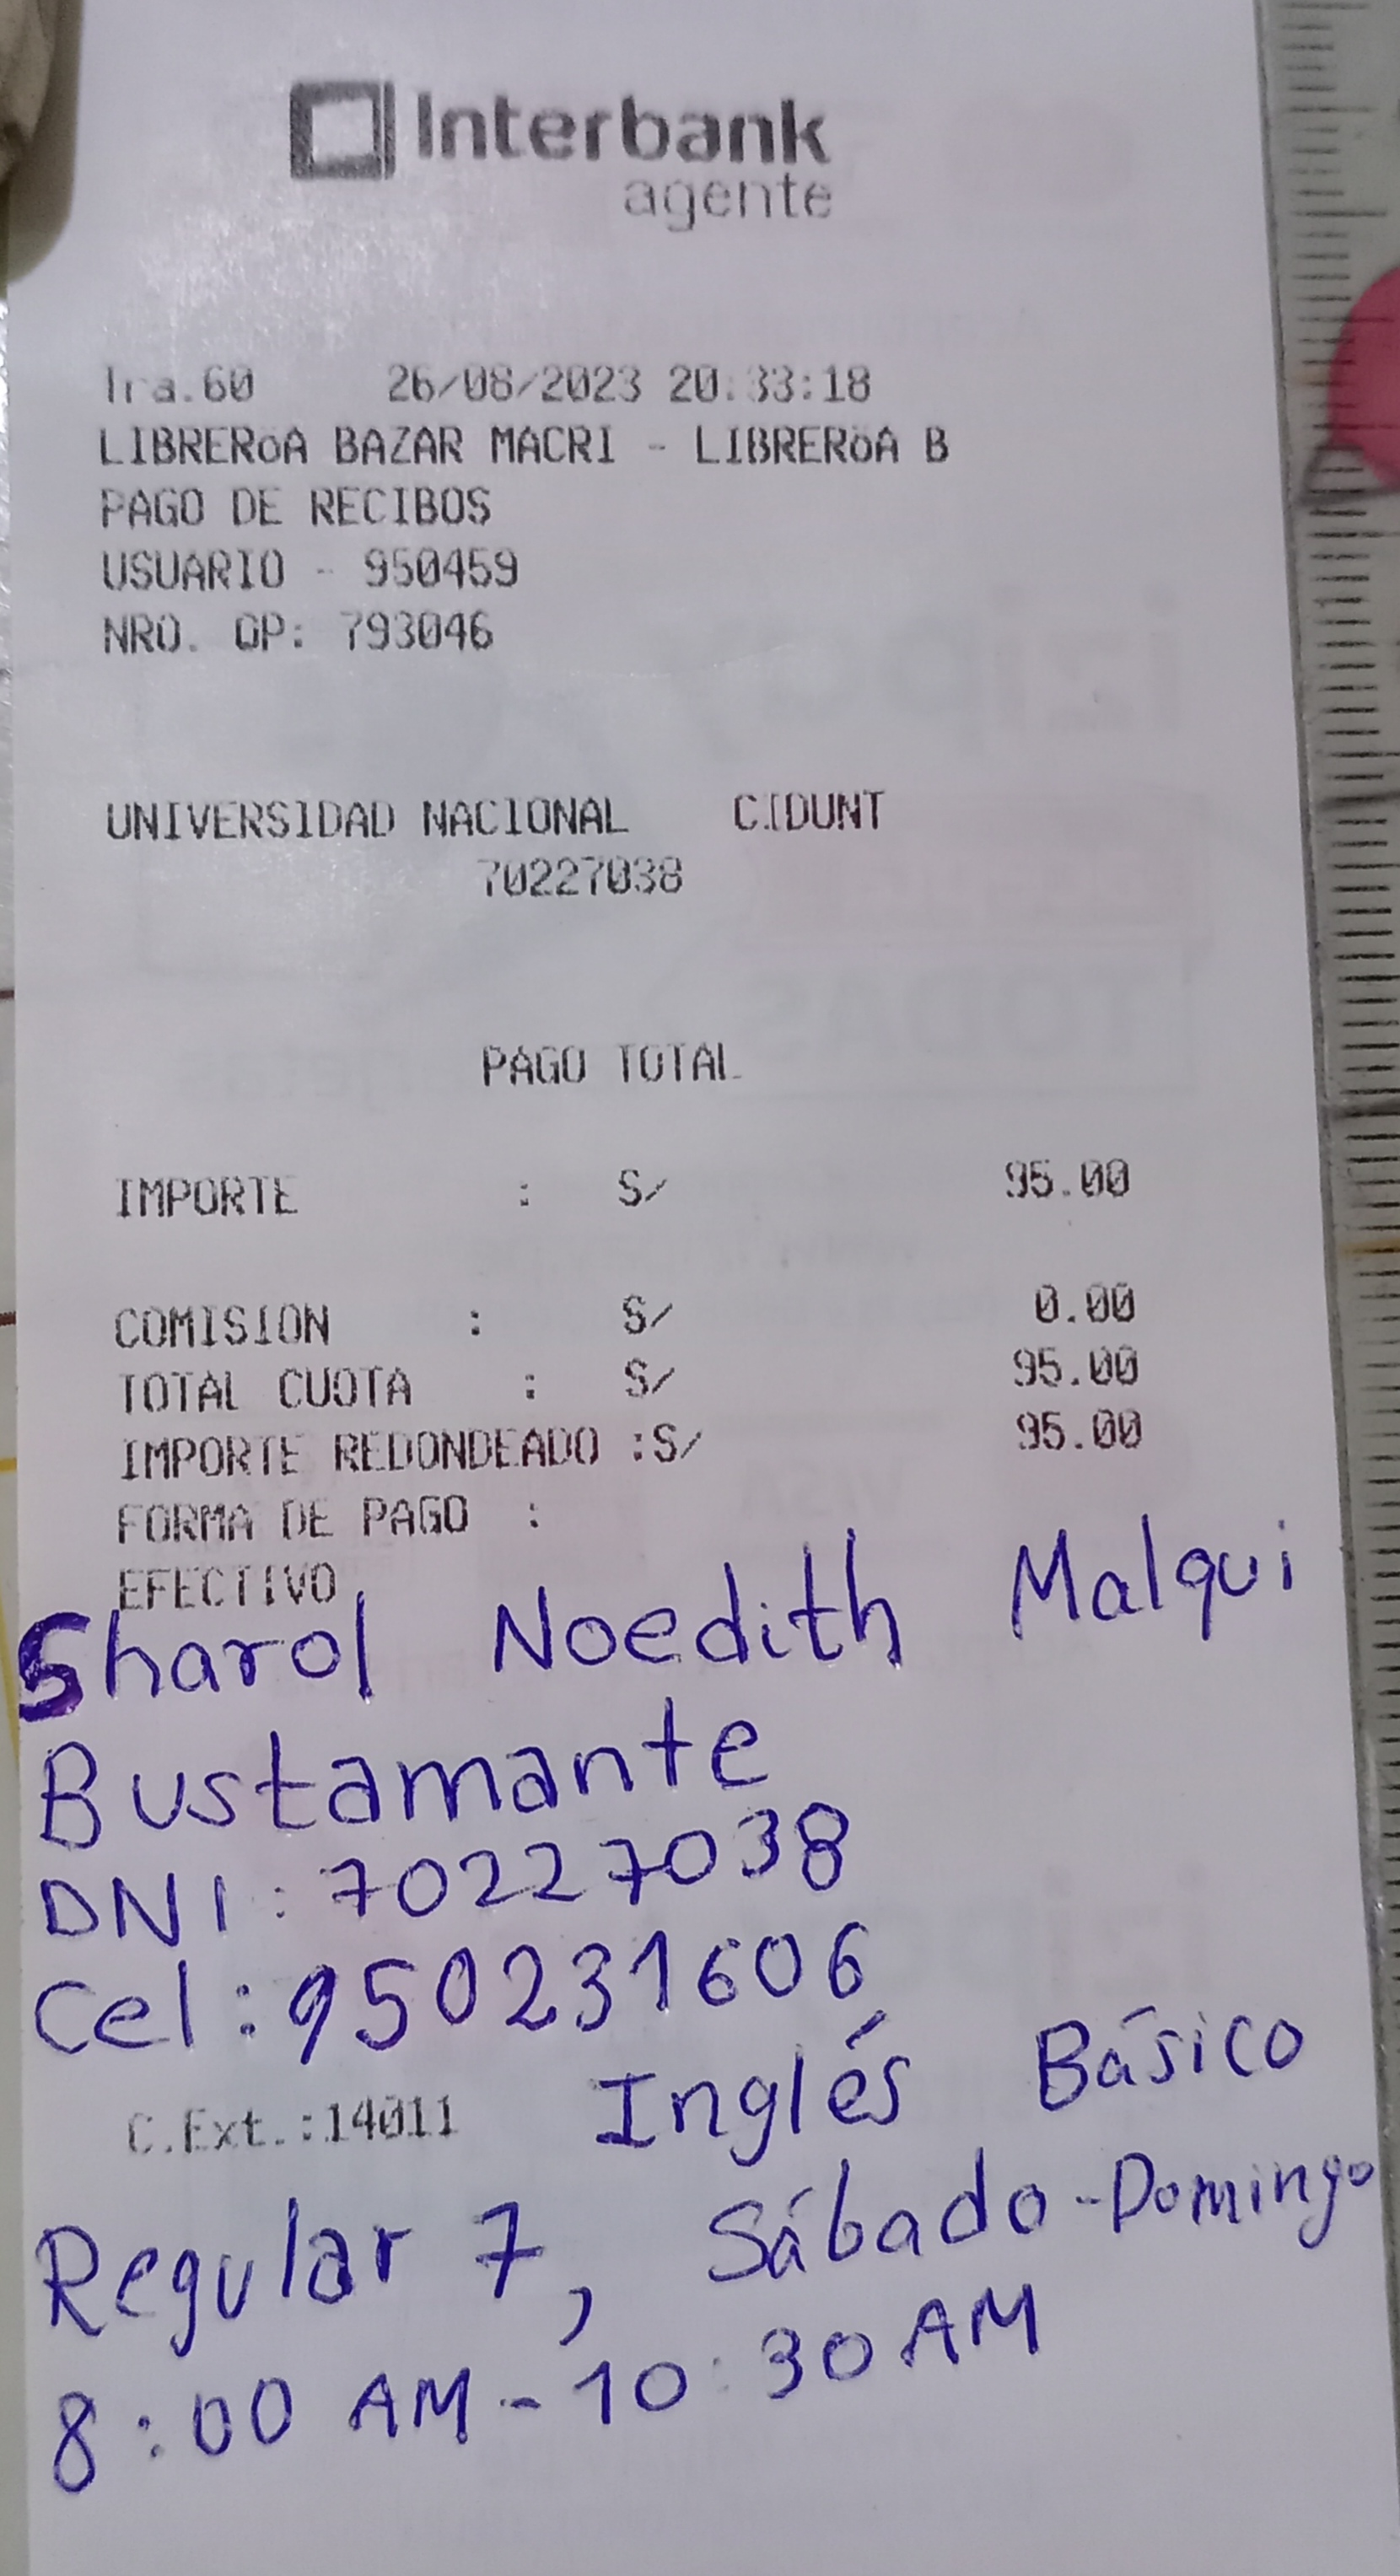 Interbank
agente
Tra.60 26/08/2023 20:33:18
LIBREROA BAZAR MACRI - LIBREROA B
PAGO DE RECIBOS
USUARIO - 950459
NRO. OP: 793046
UNIVERSIDAD NACIONAL CIDUNT
70227038
PAGO TOTAL
IMPORTE : S/ 95.00
COMISION : S/ 0.00
TOTAL CUOTA : S/ 95.00
IMPORTE REDONDEADO :S/ 95.00
FORMA DE PAGO :
EFECTIVO
Sharol Noedith Malqui
Bustamante
DNI: 70227038
Cel: 950231606
C.Ext.:14011 Inglés Básico
Regular 7, Sábado-Domingo
8:00 AM-10:30 AM